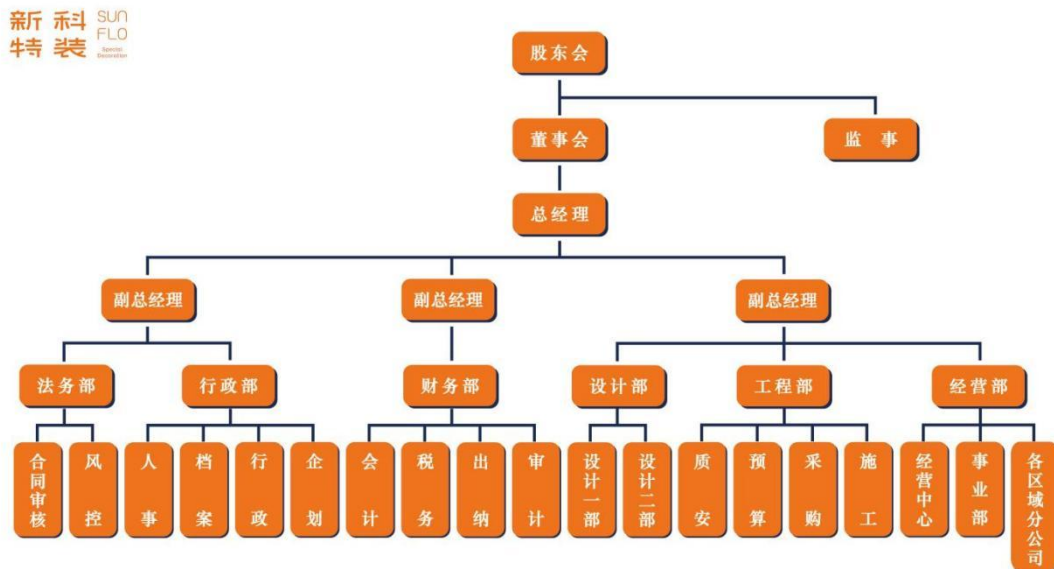 新科 SUN
特装 FLO
Special
Decoration
股东会
董事会
监 事
总经理
副总经理
副总经理
副总经理
法务部
行政部
财务部
设计部
工程部
经营部
合同审核
风控
人事
档案
行政
企划
会计
税务
出纳
审计
设计一部
设计二部
质安
预算
采购
施工
经营中心
事业部
各区域分公司